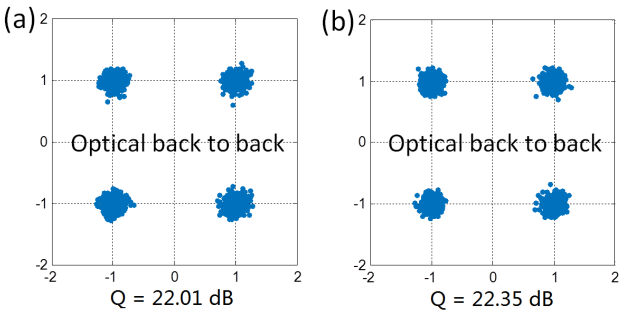 (a)
2
1
Optical back to back
0
-1
-2
-2 -1 0 1 2
Q = 22.01 dB
(b)
2
1
Optical back to back
0
-1
-2
-2 -1 0 1 2
Q = 22.35 dB